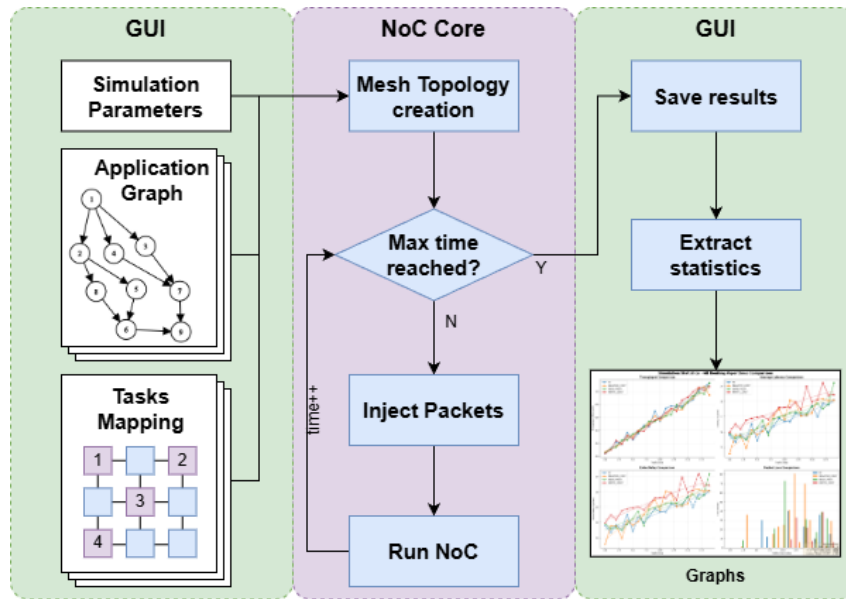 GUI
NoC Core
GUI
Simulation
Parameters
Mesh Topology
creation
Save results
Application
Graph
1
2
4
3
8
5
7
6
9
Max time
reached?
Y
N
Extract
statistics
Tasks
Mapping
1
2
3
4
time++
Inject Packets
Run NoC
Graphs